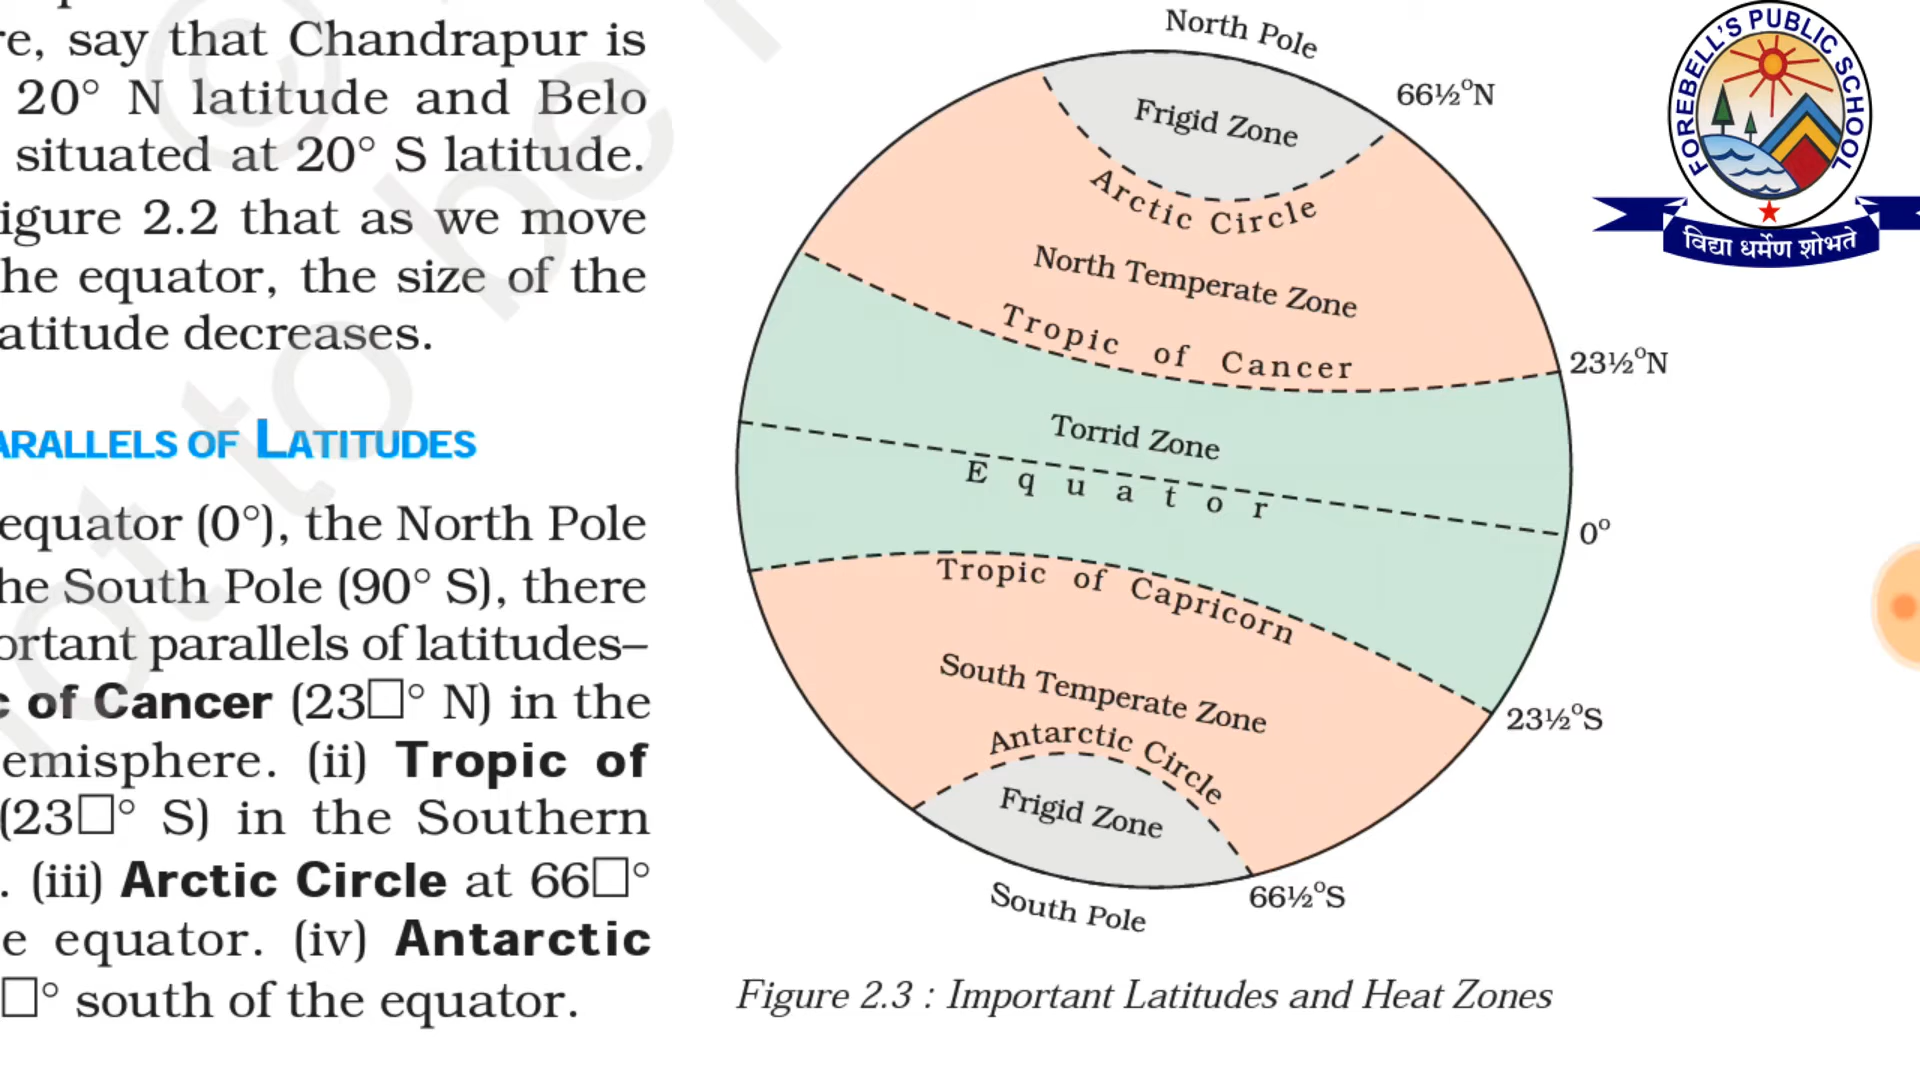 re, say that Chandrapur is
20° N latitude and Belo
situated at 20° S latitude.
igure 2.2 that as we move
he equator, the size of the
atitude decreases.
ARALLELS OF LATITUDES
equator (0°), the North Pole
he South Pole (90° S), there
ortant parallels of latitudes–
c of Cancer (23□° N) in the
emisphere. (ii) Tropic of
(23□° S) in the Southern
. (iii) Arctic Circle at 66□°
e equator. (iv) Antarctic
□° south of the equator.
North Pole
66½°N
Frigid Zone
Arctic Circle
North Temperate Zone
Tropic of Cancer
23½°N
Torrid Zone
Equator
0°
Tropic of Capricorn
South Temperate Zone
23½°S
Antarctic Circle
Frigid Zone
66½°S
South Pole
Figure 2.3 : Important Latitudes and Heat Zones
FOREBELL'S PUBLIC SCHOOL
विद्या धर्मेण शोभते
© not to be r